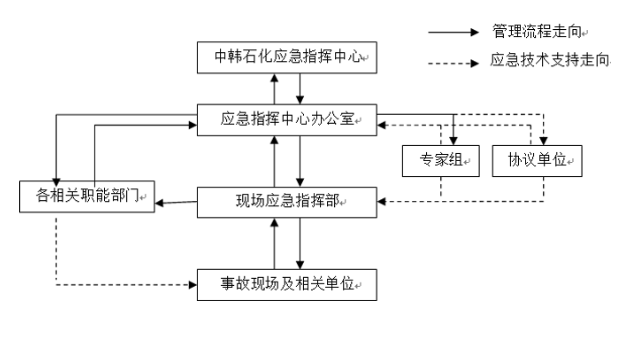 管理流程走向
中韩石化应急指挥中心
应急技术支持走向
应急指挥中心办公室
专家组
协议单位
各相关职能部门
现场应急指挥部
事故现场及相关单位